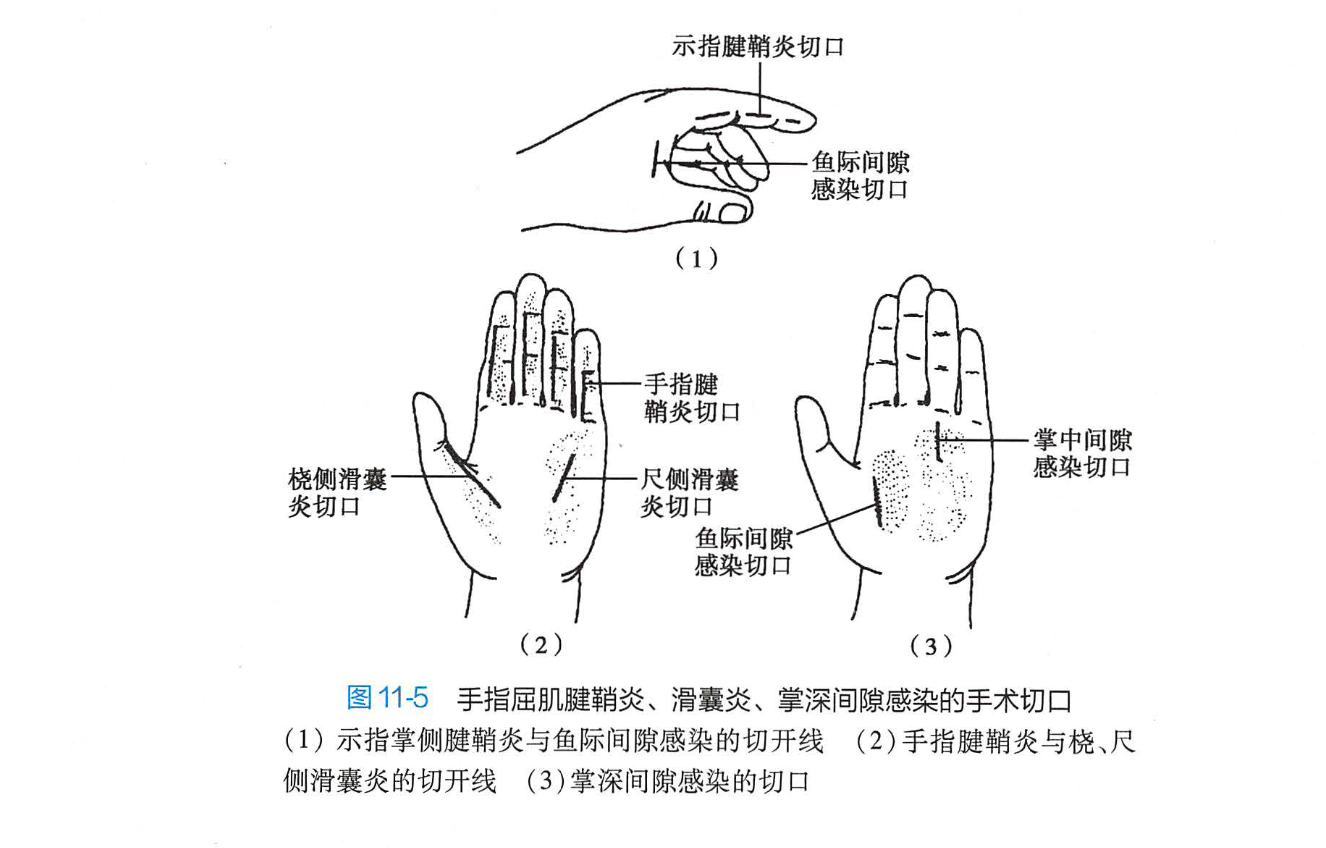 示指腱鞘炎切口
鱼际间隙
感染切口
(1)
手指腱
鞘炎切口
桡侧滑囊
炎切口
尺侧滑囊
炎切口
(2)
掌中间隙
感染切口
鱼际间隙
感染切口
(3)
图11-5 手指屈肌腱鞘炎、滑囊炎、掌深间隙感染的手术切口
(1) 示指掌侧腱鞘炎与鱼际间隙感染的切开线 (2)手指腱鞘炎与桡、尺
侧滑囊炎的切开线 (3)掌深间隙感染的切口